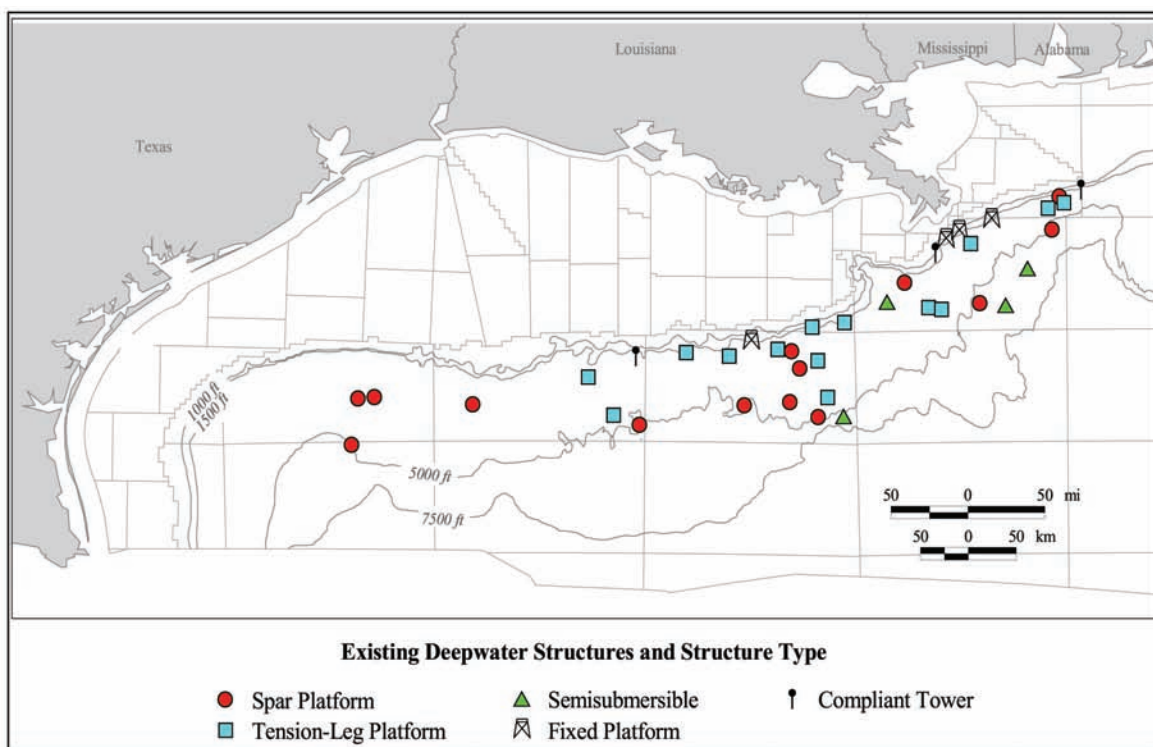 Louisiana
Mississippi
Alabama
Texas
1000 ft
1500 ft
5000 ft
7500 ft
50 0 50 mi
50 0 50 km
Existing Deepwater Structures and Structure Type
Spar Platform
Semisubmersible
Compliant Tower
Tension-Leg Platform
Fixed Platform